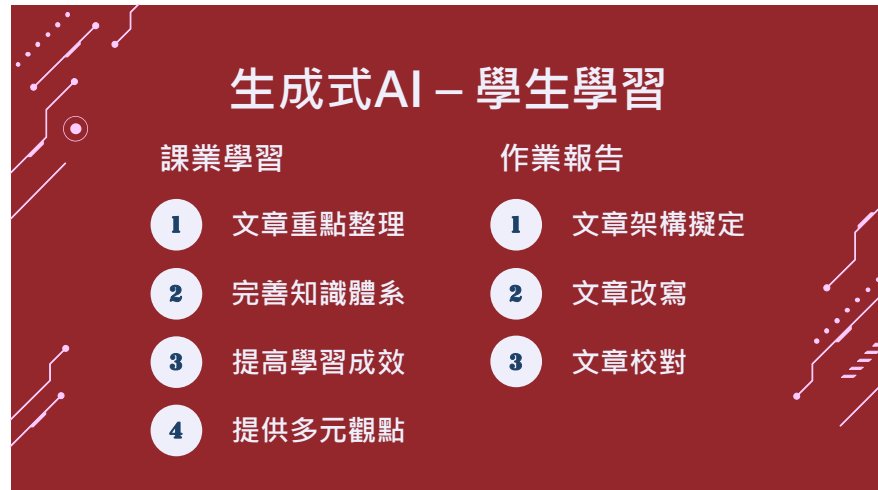 生成式AI – 學生學習
課業學習
1 文章重點整理
2 完善知識體系
3 提高學習成效
4 提供多元觀點
作業報告
1 文章架構擬定
2 文章改寫
3 文章校對